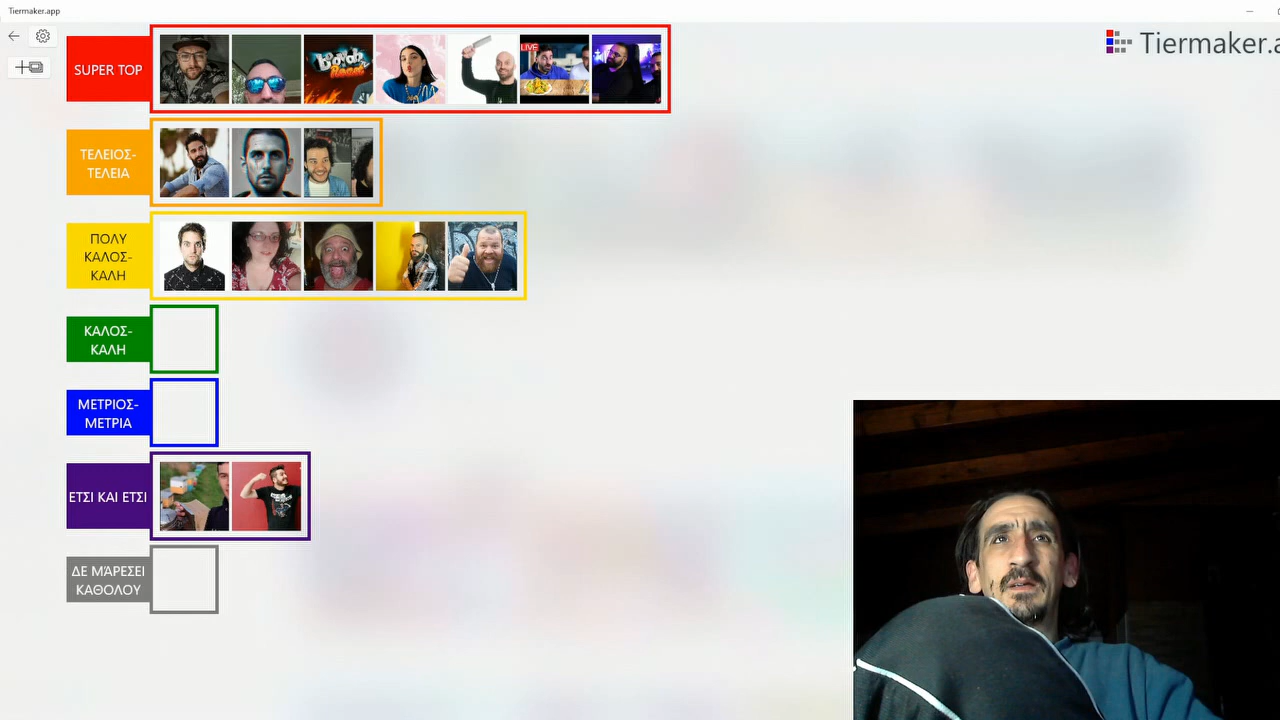 Tiermaker.app
Tiermaker.a
SUPER TOP
LIVE
ΤΕΛΕΙΟΣ-
ΤΕΛΕΙΑ
ΠΟΛΥ
ΚΑΛΟΣ-
ΚΑΛΗ
ΚΑΛΟΣ-
ΚΑΛΗ
ΜΕΤΡΙΟΣ-
ΜΕΤΡΙΑ
ΕΤΣΙ ΚΑΙ ΕΤΣΙ
ΔΕ ΜΆΡΕΣΕΙ
ΚΑΘΟΛΟΥ